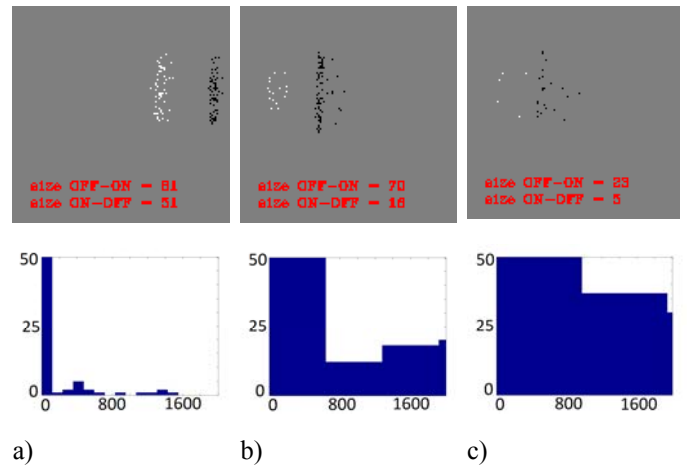 size OFF-ON = 81
size ON-OFF = 51
size OFF-ON = 70
size ON-OFF = 16
size OFF-ON = 23
size ON-OFF = 5
50
25
0
0 800 1600
50
25
0
0 800 1600
50
25
0
0 800 1600
a) b) c)